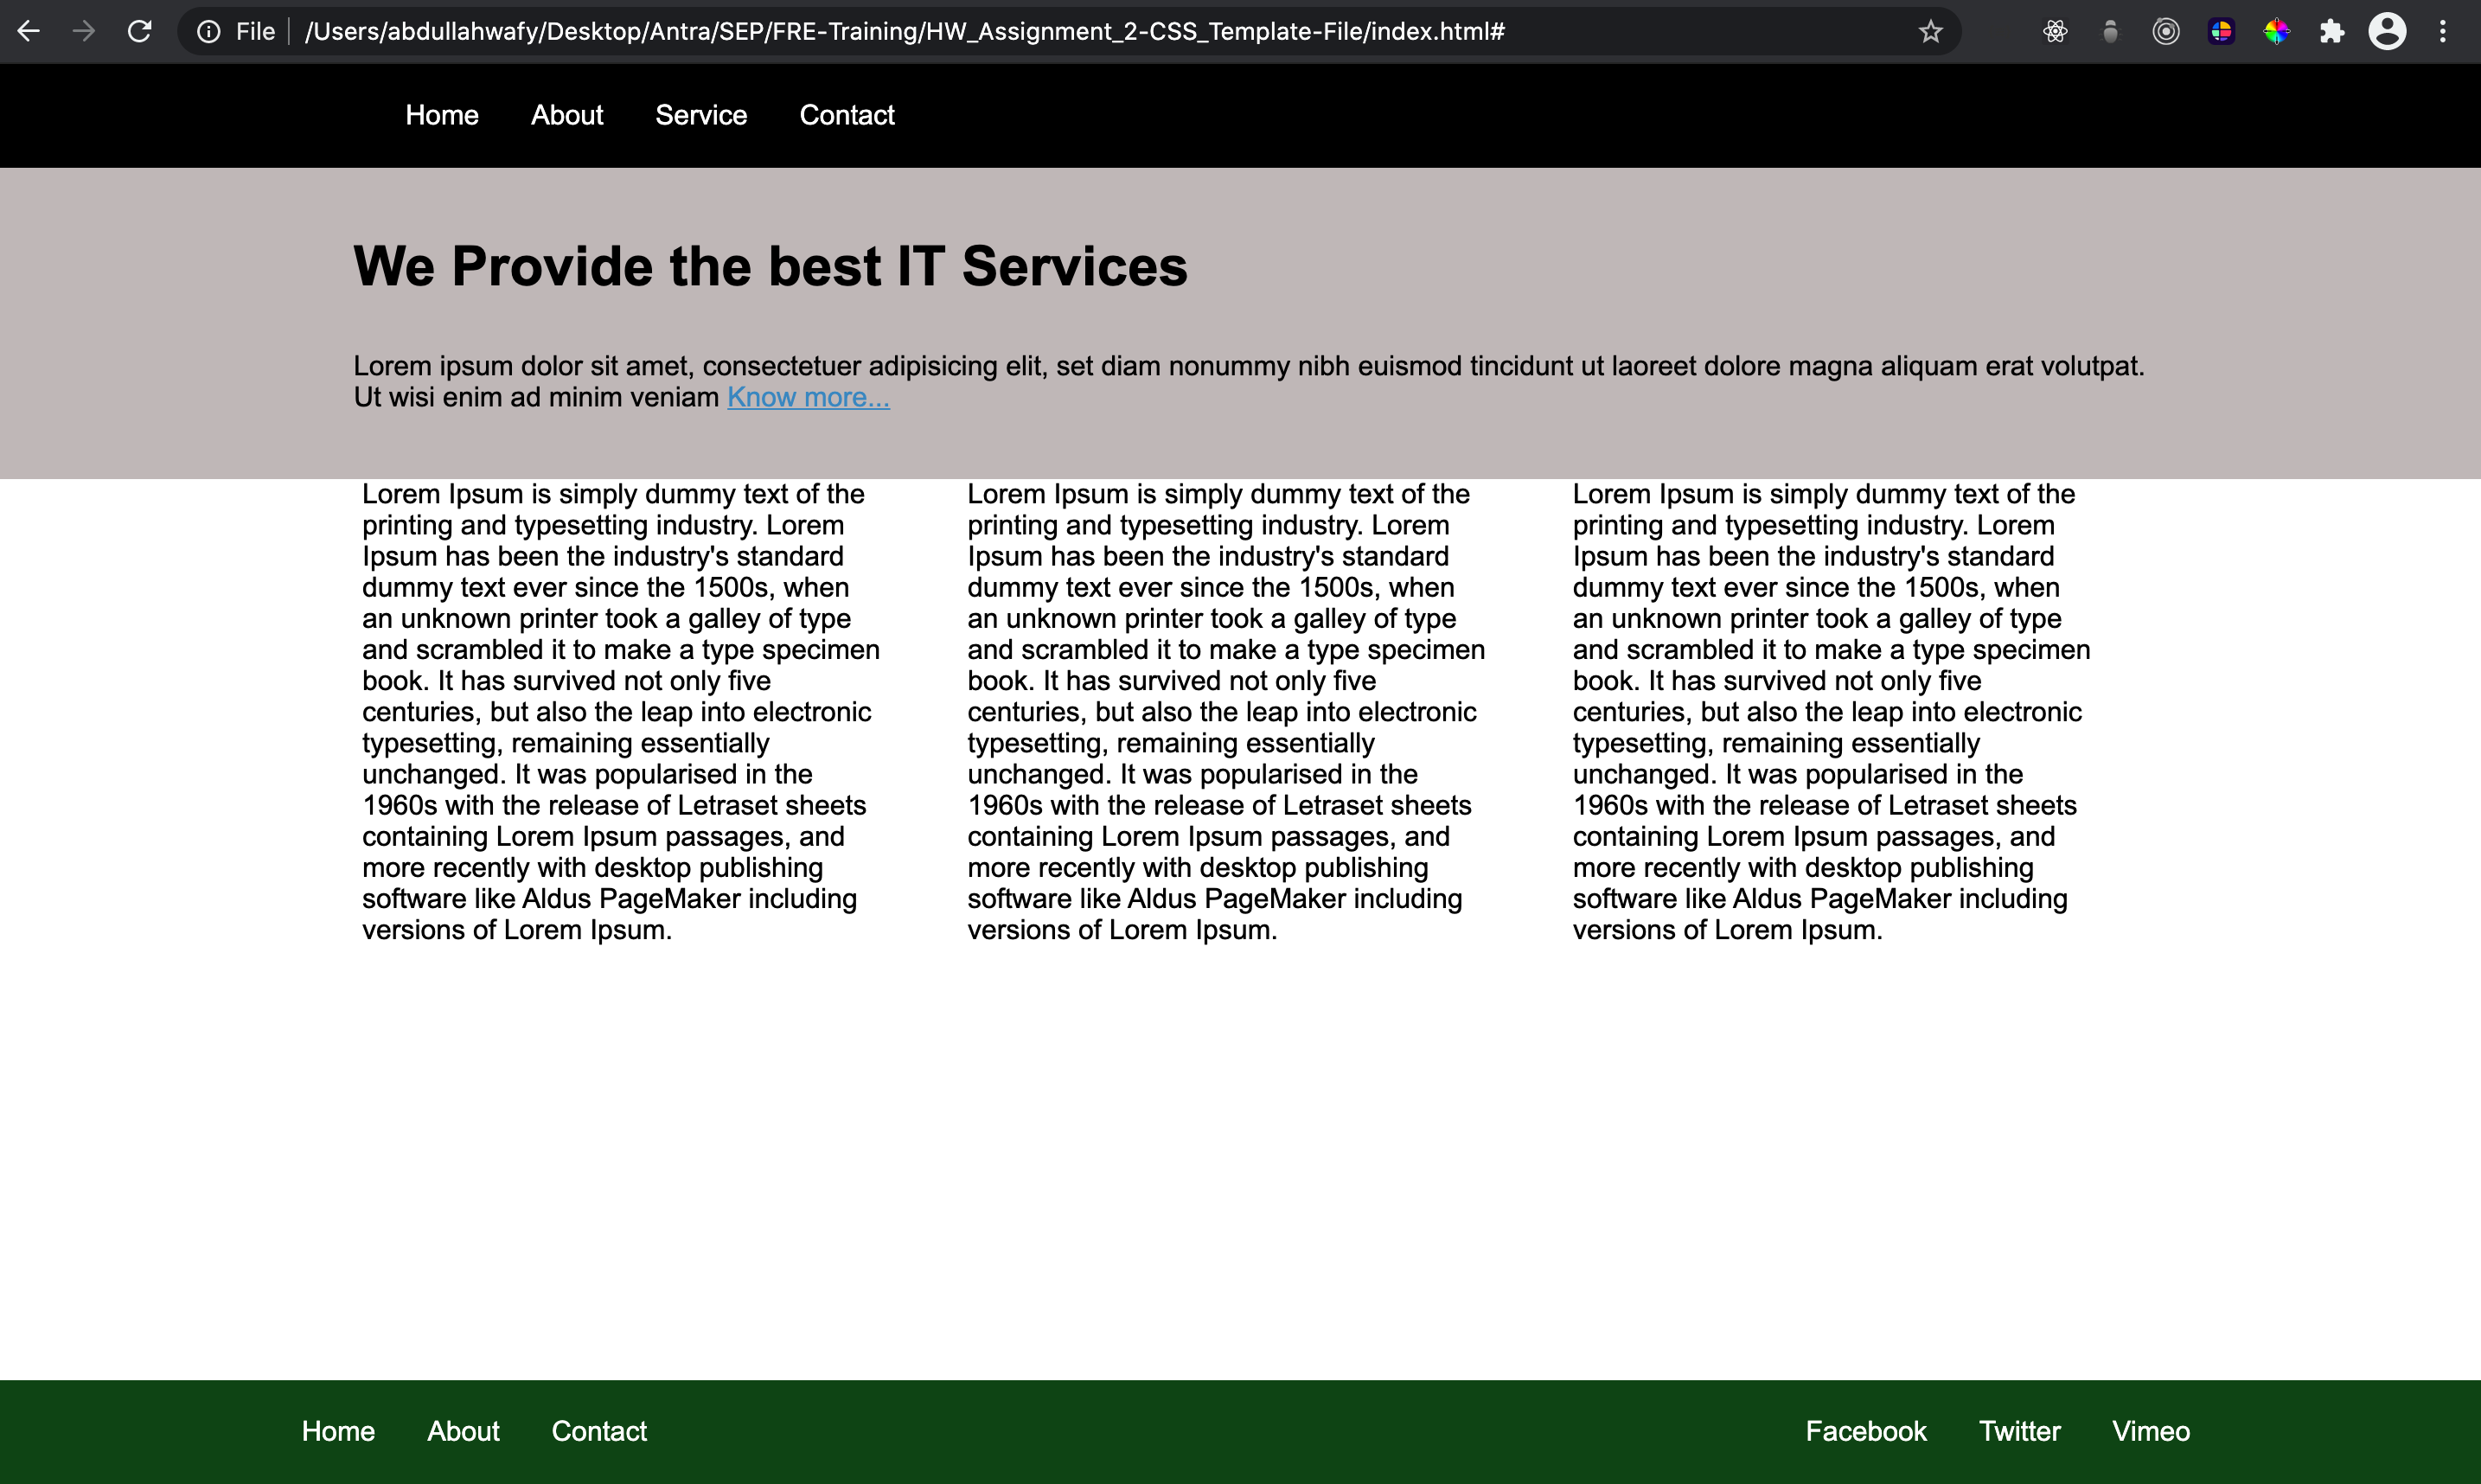 File /Users/abdullahwafy/Desktop/Antra/SEP/FRE-Training/HW_Assignment_2-CSS_Template-File/index.html#
Home About Service Contact
We Provide the best IT Services
Lorem ipsum dolor sit amet, consectetuer adipisicing elit, set diam nonummy nibh euismod tincidunt ut laoreet dolore magna aliquam erat volutpat.
Ut wisi enim ad minim veniam Know more...
Lorem Ipsum is simply dummy text of the
printing and typesetting industry. Lorem
Ipsum has been the industry's standard
dummy text ever since the 1500s, when
an unknown printer took a galley of type
and scrambled it to make a type specimen
book. It has survived not only five
centuries, but also the leap into electronic
typesetting, remaining essentially
unchanged. It was popularised in the
1960s with the release of Letraset sheets
containing Lorem Ipsum passages, and
more recently with desktop publishing
software like Aldus PageMaker including
versions of Lorem Ipsum.
Lorem Ipsum is simply dummy text of the
printing and typesetting industry. Lorem
Ipsum has been the industry's standard
dummy text ever since the 1500s, when
an unknown printer took a galley of type
and scrambled it to make a type specimen
book. It has survived not only five
centuries, but also the leap into electronic
typesetting, remaining essentially
unchanged. It was popularised in the
1960s with the release of Letraset sheets
containing Lorem Ipsum passages, and
more recently with desktop publishing
software like Aldus PageMaker including
versions of Lorem Ipsum.
Lorem Ipsum is simply dummy text of the
printing and typesetting industry. Lorem
Ipsum has been the industry's standard
dummy text ever since the 1500s, when
an unknown printer took a galley of type
and scrambled it to make a type specimen
book. It has survived not only five
centuries, but also the leap into electronic
typesetting, remaining essentially
unchanged. It was popularised in the
1960s with the release of Letraset sheets
containing Lorem Ipsum passages, and
more recently with desktop publishing
software like Aldus PageMaker including
versions of Lorem Ipsum.
Home About Contact Facebook Twitter Vimeo